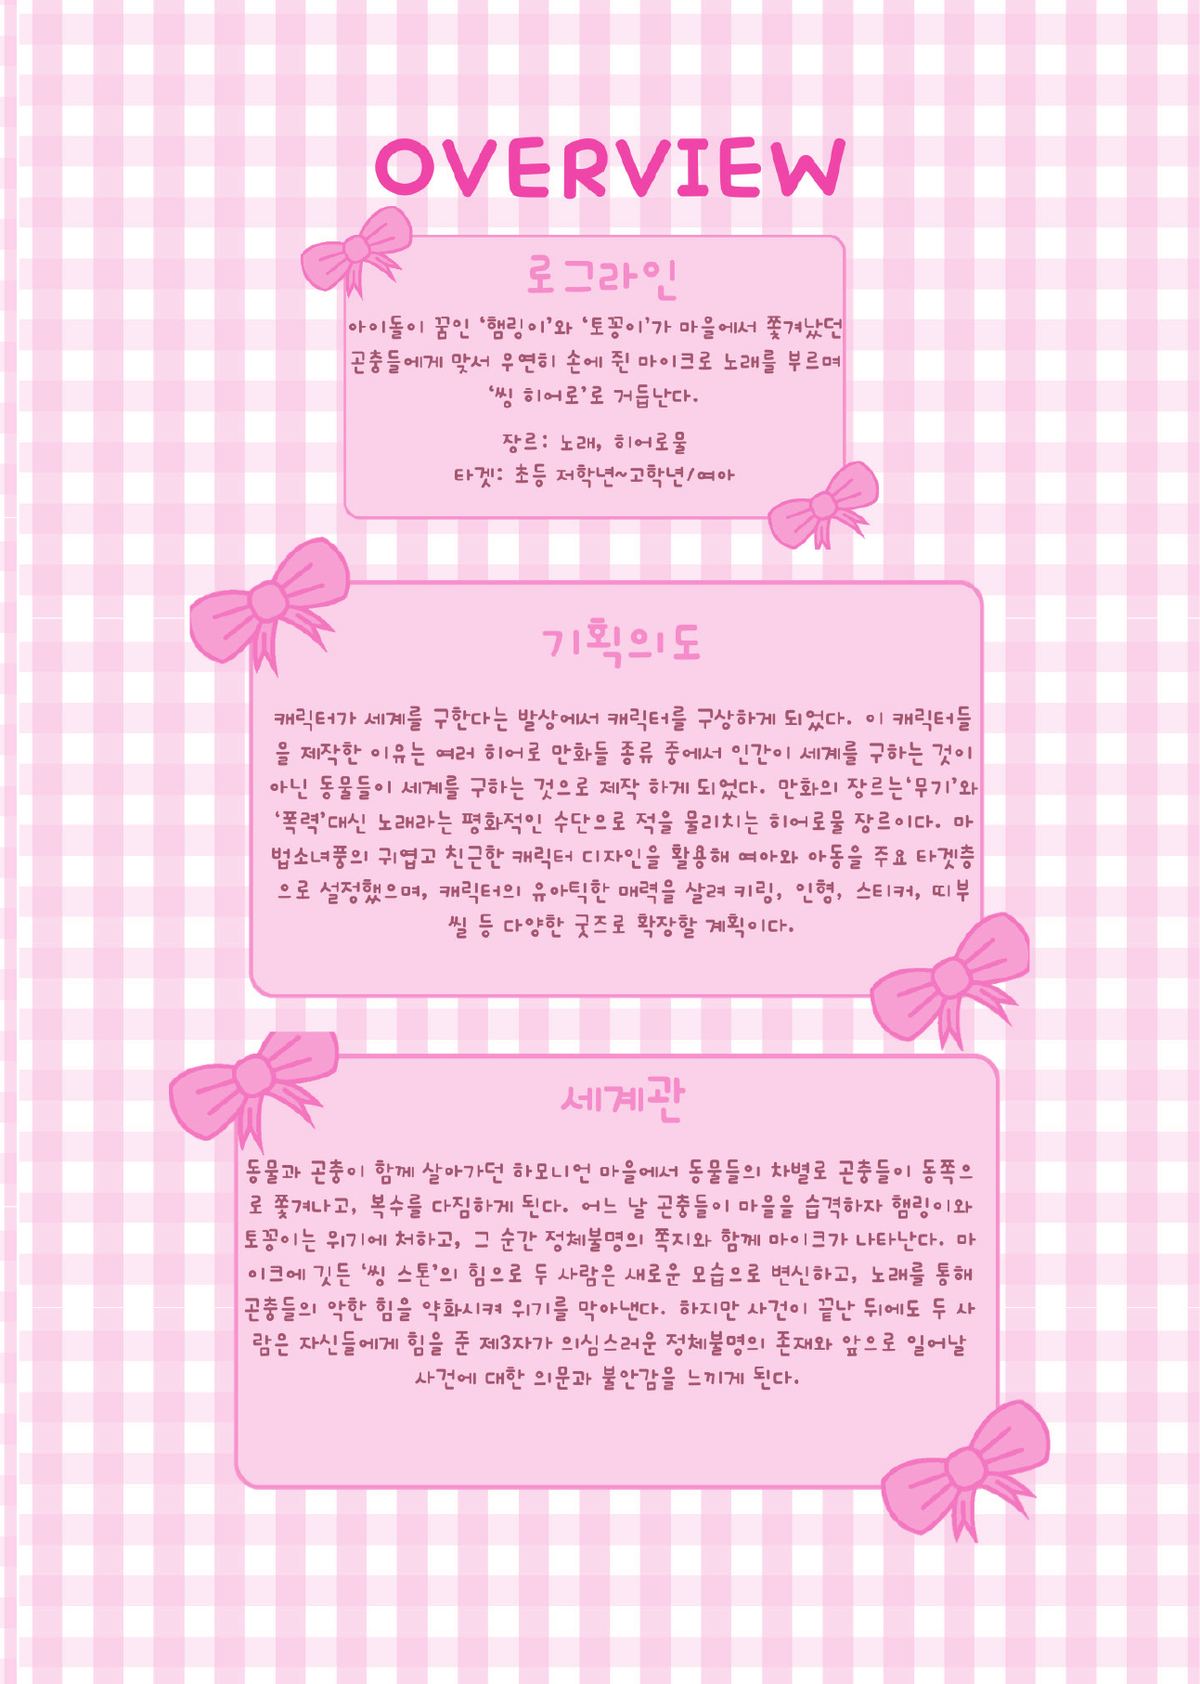 OVERVIEW
로그라인
아이돌이 꿈인 ‘햄링이’와 ‘토꽁이’가 마을에서 쫓겨났던
곤충들에게 맞서 우연히 손에 쥔 마이크로 노래를 부르며
‘씽 히어로’로 거듭난다.
장르: 노래, 히어로물
타겟: 초등 저학년~고학년/여아
기획의도
캐릭터가 세계를 구한다는 발상에서 캐릭터를 구상하게 되었다. 이 캐릭터들
을 제작한 이유는 여러 히어로 만화들 종류 중에서 인간이 세계를 구하는 것이
아닌 동물들이 세계를 구하는 것으로 제작 하게 되었다. 만화의 장르는‘무기’와
‘폭력’대신 노래라는 평화적인 수단으로 적을 물리치는 히어로물 장르이다. 마
법소녀풍의 귀엽고 친근한 캐릭터 디자인을 활용해 여아와 아동을 주요 타겟층
으로 설정했으며, 캐릭터의 유아틱한 매력을 살려 키링, 인형, 스티커, 띠부
씰 등 다양한 굿즈로 확장할 계획이다.
세계관
동물과 곤충이 함께 살아가던 하모니언 마을에서 동물들의 차별로 곤충들이 동쪽으
로 쫓겨나고, 복수를 다짐하게 된다. 어느 날 곤충들이 마을을 습격하자 햄링이와
토꽁이는 위기에 처하고, 그 순간 정체불명의 쪽지와 함께 마이크가 나타난다. 마
이크에 깃든 ‘씽 스톤’의 힘으로 두 사람은 새로운 모습으로 변신하고, 노래를 통해
곤충들의 악한 힘을 약화시켜 위기를 막아낸다. 하지만 사건이 끝난 뒤에도 두 사
람은 자신들에게 힘을 준 제3자가 의심스러운 정체불명의 존재와 앞으로 일어날
사건에 대한 의문과 불안감을 느끼게 된다.